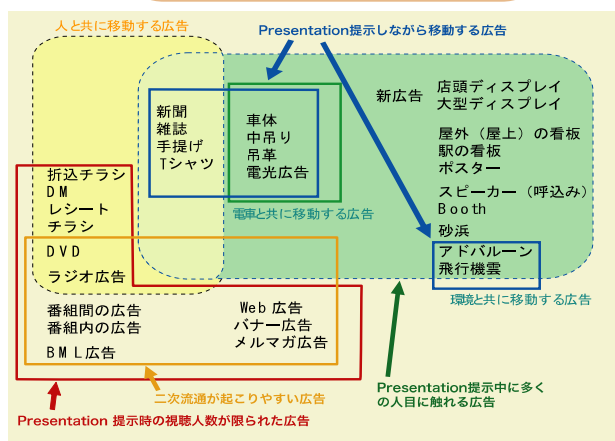 人と共に移動する広告
Presentation提示しながら移動する広告
新聞
雑誌
手提げ
Tシャツ
車体
中吊り
吊革
電光広告
新広告
店頭ディスプレイ
大型ディスプレイ
屋外（屋上）の看板
駅の看板
ポスター
スピーカー（呼込み）
Booth
砂浜
アドバルーン
飛行機雲
電車と共に移動する広告
環境と共に移動する広告
折込チラシ
DM
レシート
チラシ
DVD
ラジオ広告
番組間の広告
番組内の広告
BML広告
Web広告
バナー広告
メルマガ広告
二次流通が起こりやすい広告
Presentation 提示時の視聴人数が限られた広告
Presentation提示中に多く
の人目に触れる広告